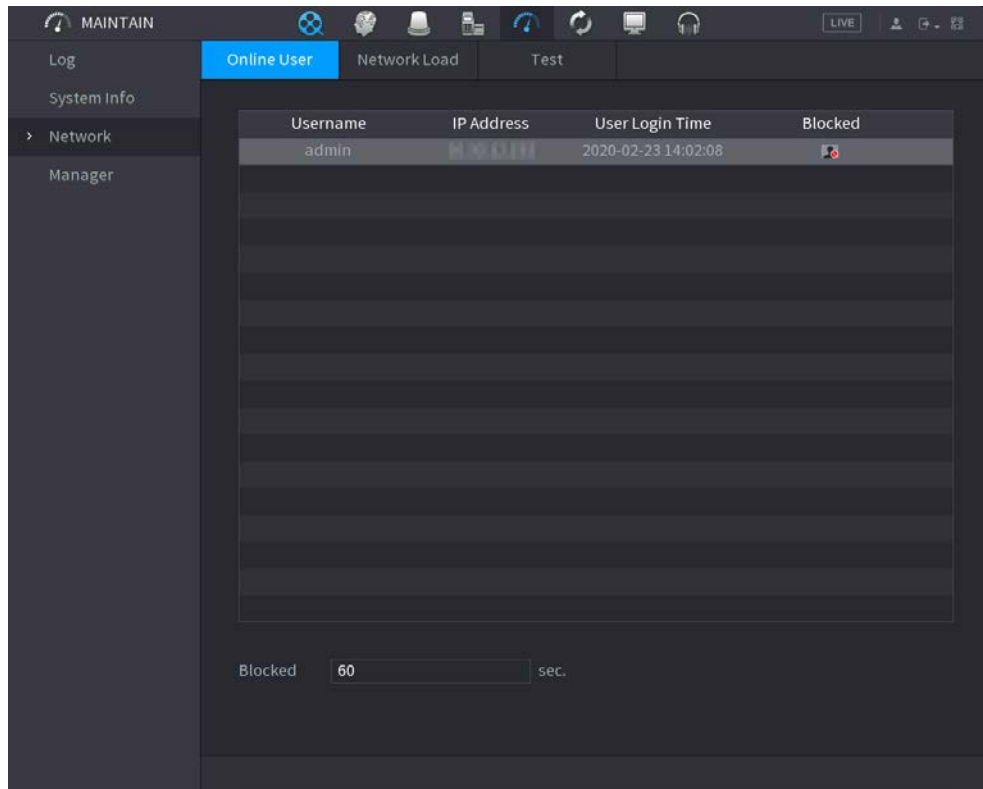 MAINTAIN LIVE
Log
System Info
Network
Manager
Online User Network Load Test
Username IP Address User Login Time Blocked
admin 2020-02-23 14:02:08
Blocked 60 sec.